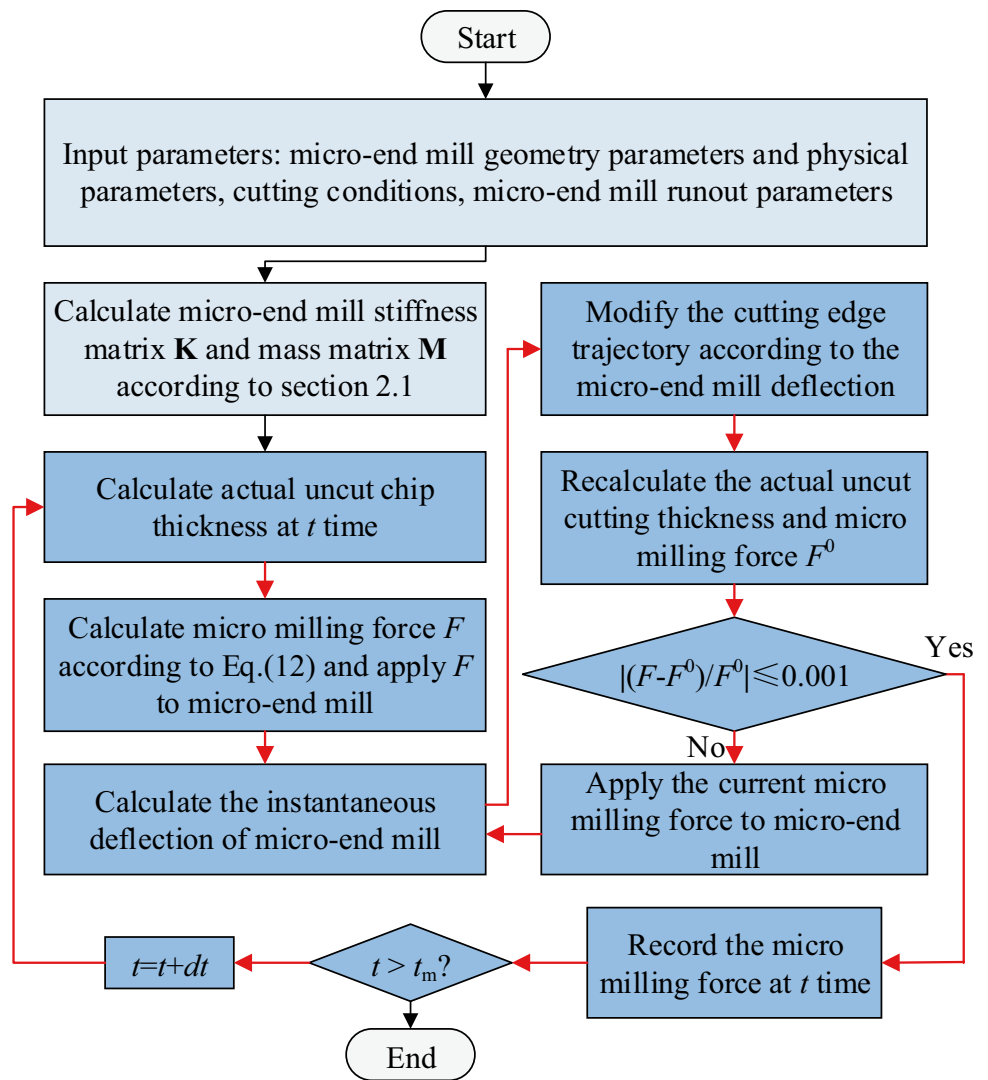 Start
Input parameters: micro-end mill geometry parameters and physical
parameters, cutting conditions, micro-end mill runout parameters
Calculate micro-end mill stiffness
matrix K and mass matrix M
according to section 2.1
Calculate actual uncut chip
thickness at t time
Calculate micro milling force F
according to Eq.(12) and apply F
to micro-end mill
Calculate the instantaneous
deflection of micro-end mill
Modify the cutting edge
trajectory according to the
micro-end mill deflection
Recalculate the actual uncut
cutting thickness and micro
milling force F⁰
|(F-F⁰)/F⁰|⩽0.001
Yes
No
Apply the current micro
milling force to micro-end
mill
Record the micro
milling force at t time
t > tₘ?
t=t+dt
End